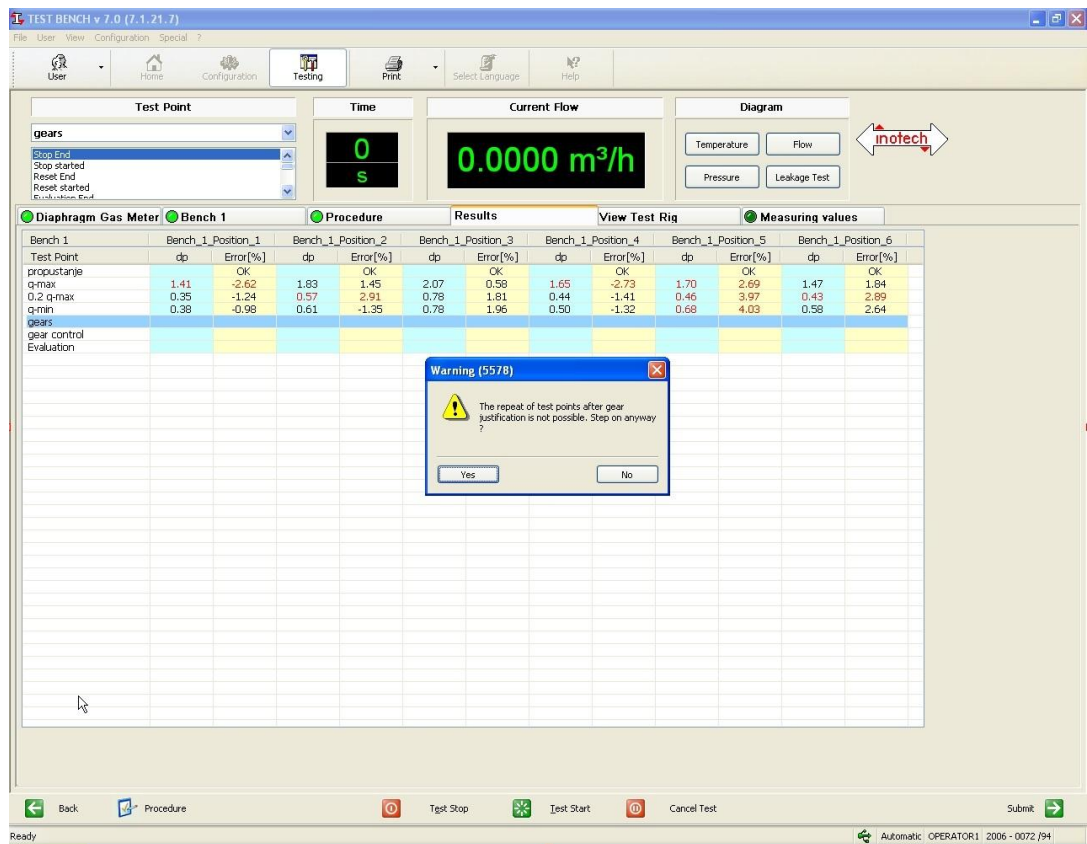 TEST BENCH v 7.0 (7.1.21.7)
File User View Configuration Special ?
User Home Configuration Testing Print Select Language Help
Test Point Time Current Flow Diagram
gears
Stop End
Stop started
Reset End
Reset started
Evaluation End
0
s
0.0000 m³/h
Temperature Flow
Pressure Leakage Test
inotech
Diaphragm Gas Meter Bench 1 Procedure Results View Test Rig Measuring values
Bench 1 Bench_1_Position_1 Bench_1_Position_2 Bench_1_Position_3 Bench_1_Position_4 Bench_1_Position_5 Bench_1_Position_6
Test Point dp Error[%] dp Error[%] dp Error[%] dp Error[%] dp Error[%] dp Error[%]
propustanje OK OK OK OK OK OK
q-max 1.41 -2.62 1.83 1.45 2.07 0.58 1.65 -2.73 1.70 2.69 1.47 1.84
0.2 q-max 0.35 -1.24 0.57 2.91 0.78 1.81 0.44 -1.41 0.46 3.97 0.43 2.89
q-min 0.38 -0.98 0.61 -1.35 0.78 1.96 0.50 -1.32 0.68 4.03 0.58 2.64
gears
gear control
Evaluation
Warning (5578)
The repeat of test points after gear
justification is not possible. Step on anyway
?
Yes No
Back Procedure Test Stop Test Start Cancel Test Submit
Ready Automatic OPERATOR1 2006 - 0072 /94